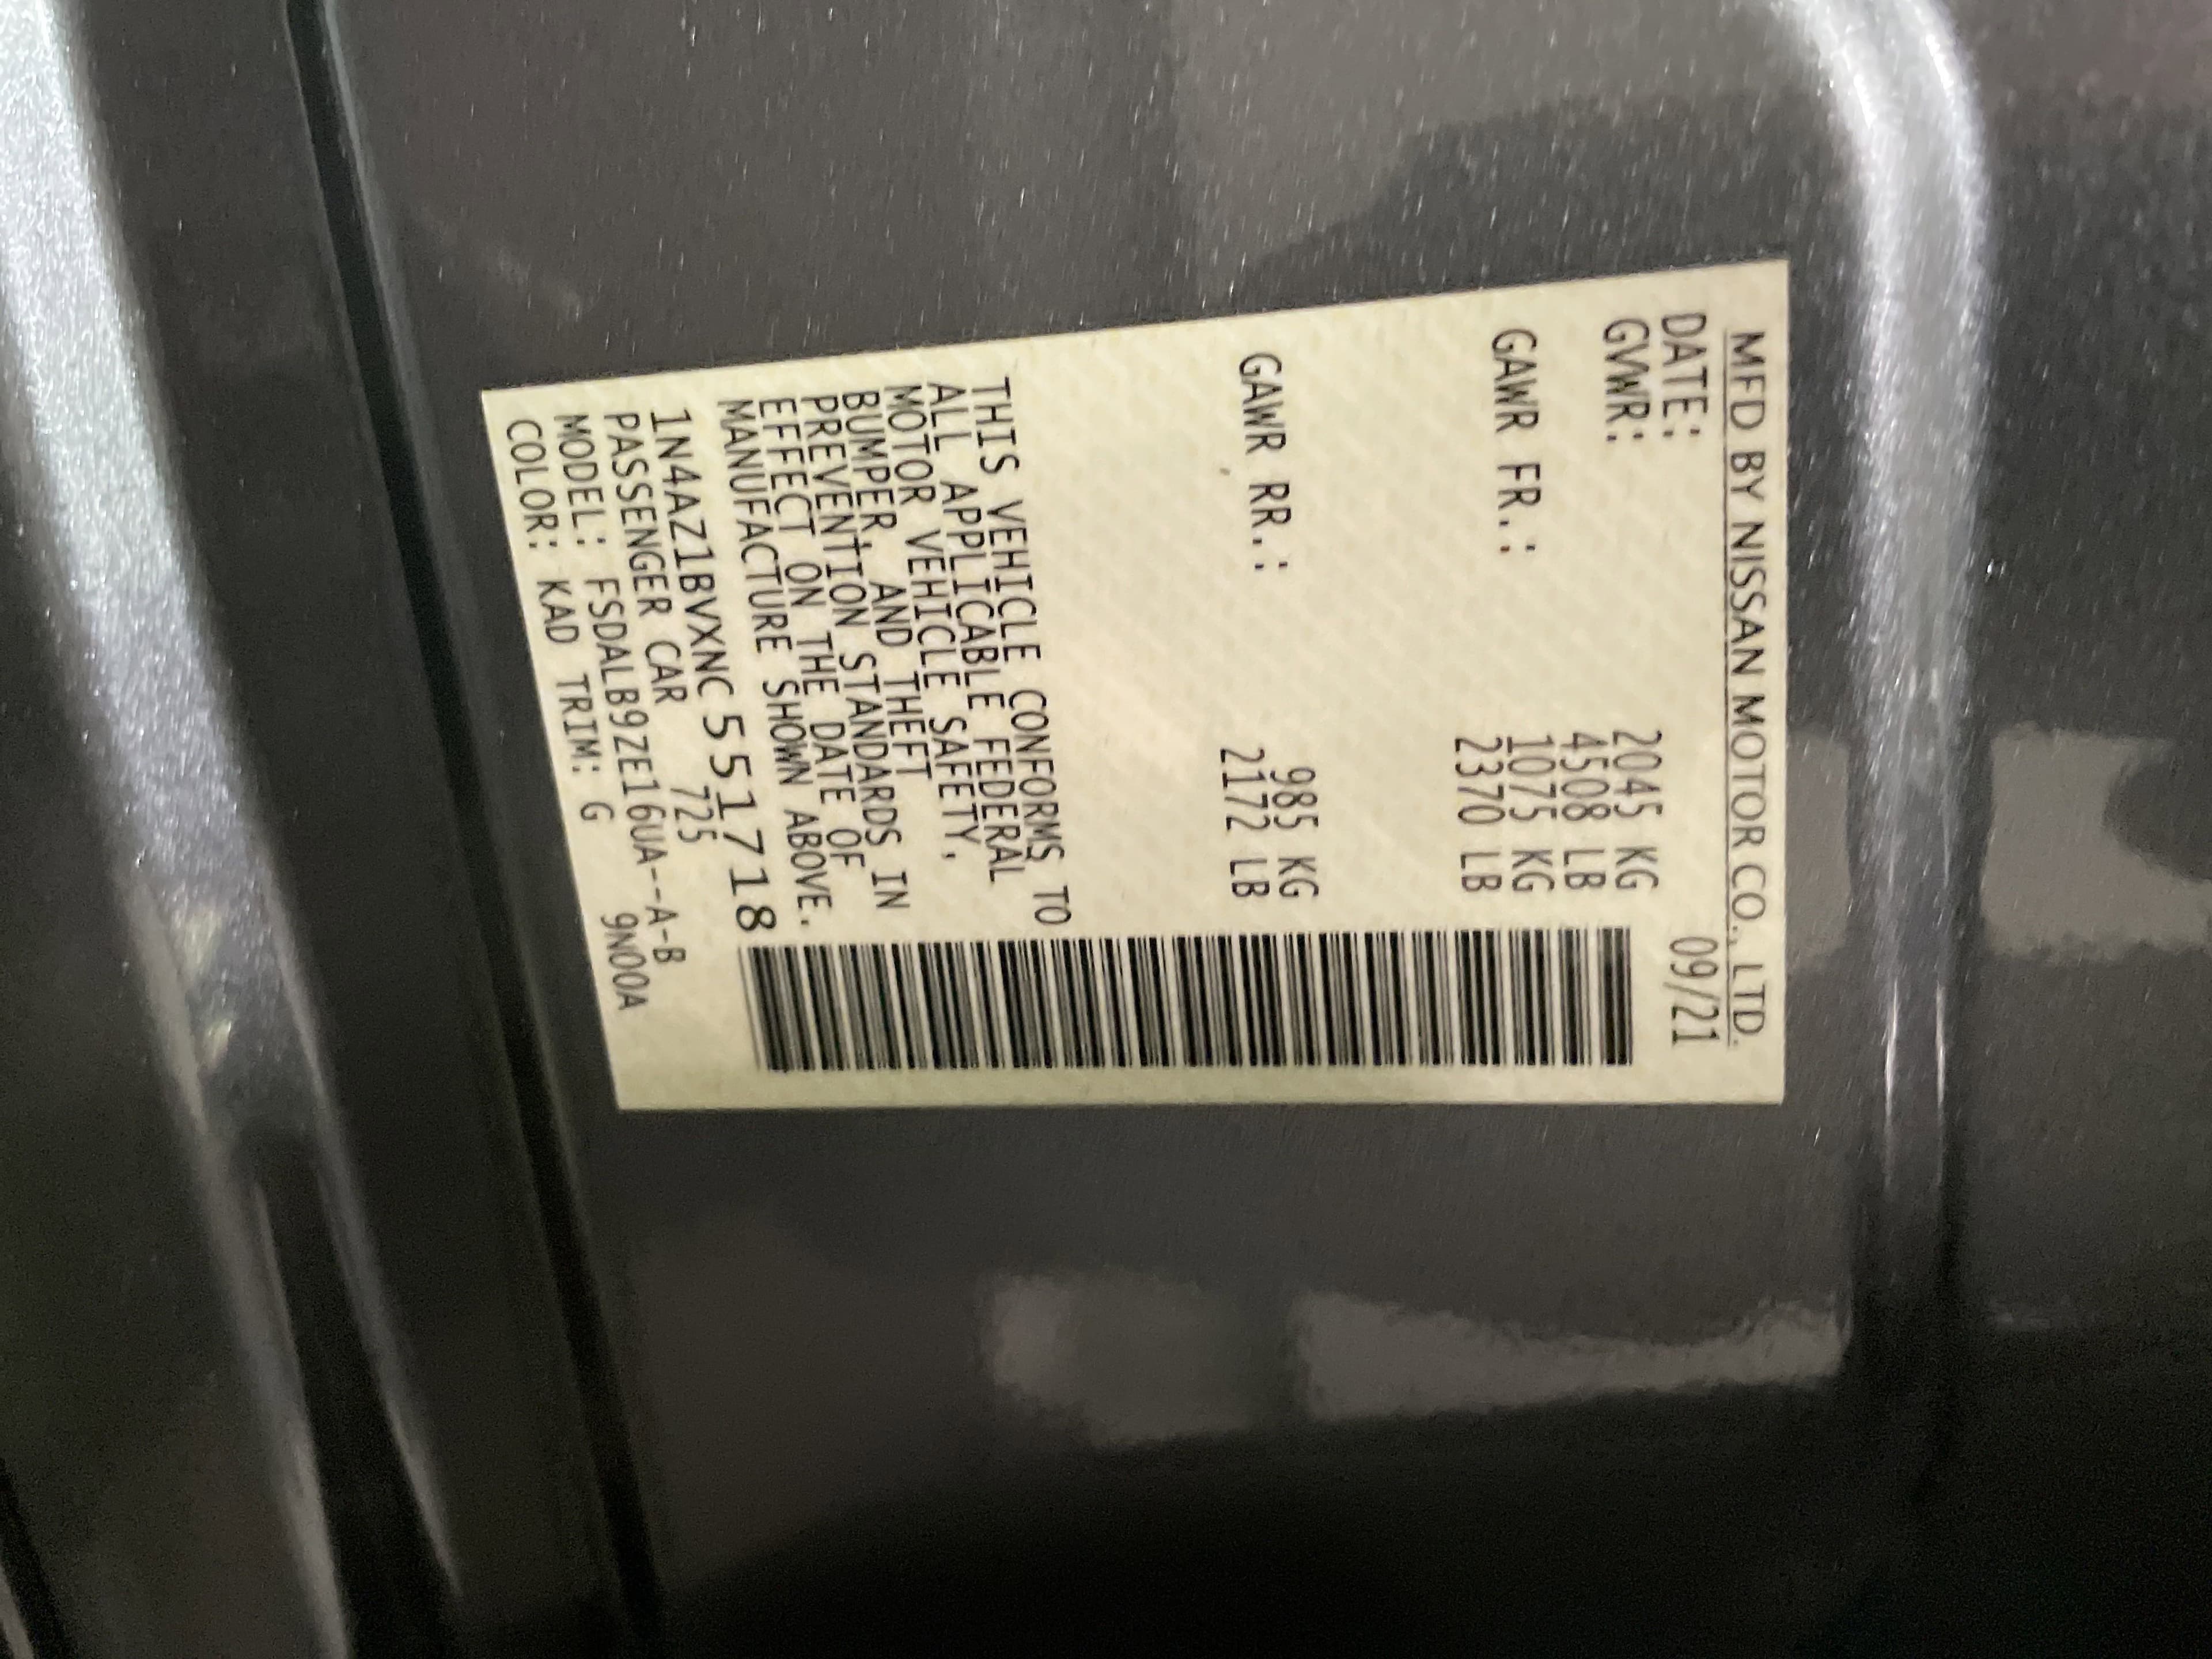 MFD BY NISSAN MOTOR CO., LTD.
DATE: 09/21
GVWR: 2045 KG
4508 LB
GAWR FR.: 1075 KG
2370 LB
GAWR RR.: 985 KG
2172 LB
THIS VEHICLE CONFORMS TO
ALL APPLICABLE FEDERAL
MOTOR VEHICLE SAFETY,
BUMPER, AND THEFT
PREVENTION STANDARDS IN
EFFECT ON THE DATE OF
MANUFACTURE SHOWN ABOVE.
1N4AZ1BVXNC551718
PASSENGER CAR 725
MODEL: FSDALB9ZE16UA--A-B
COLOR: KAD TRIM: G 9N00A